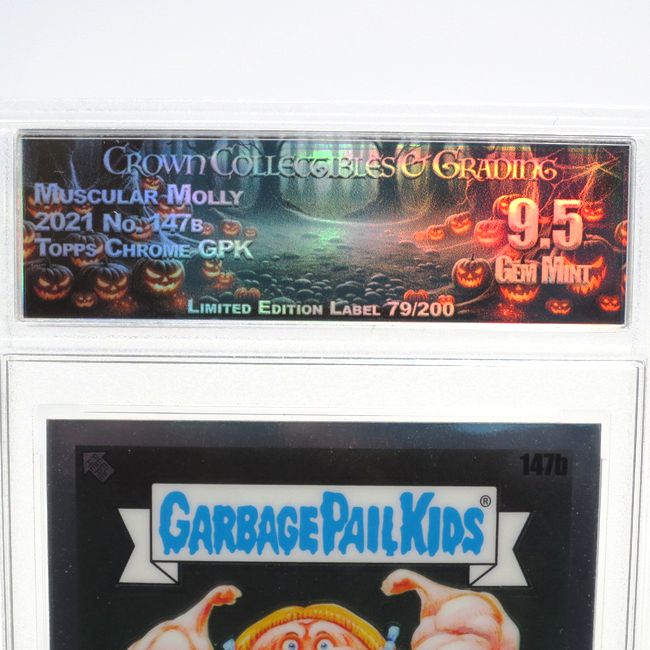 Crown Collectibles & Grading
Muscular Molly
2021 No. 147b
Topps Chrome GPK
9.5
Gem Mint
Limited Edition Label 79/200
147b
GARBAGE PAIL KIDS®